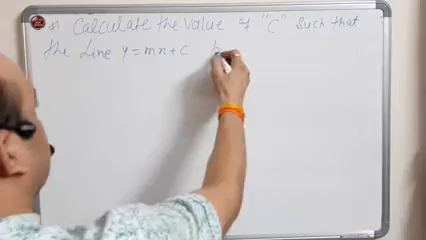 Calculate the value of "C" such that
the Line y = mx + c